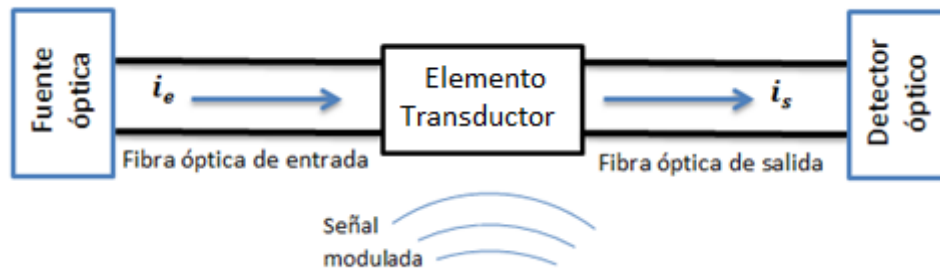 Fuente
óptica
i_e
Fibra óptica de entrada
Elemento
Transductor
i_s
Fibra óptica de salida
Detector
óptico
Señal
modulada